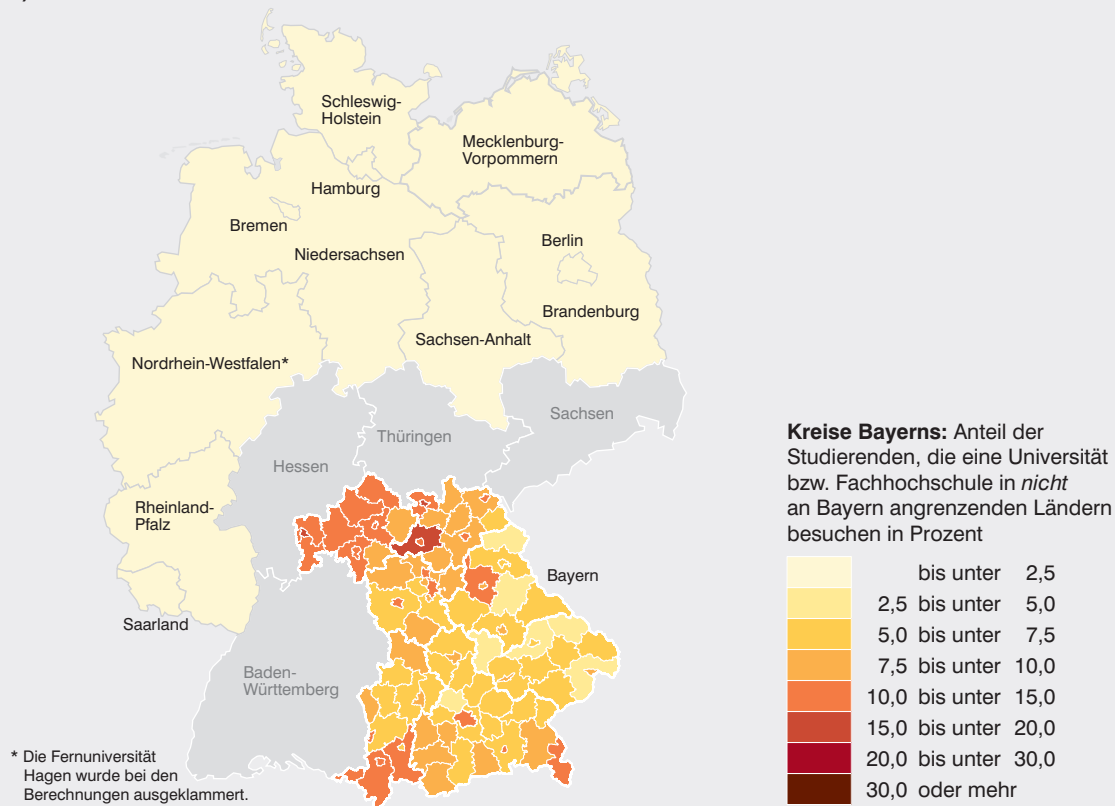 Schleswig-
Holstein
Mecklenburg-
Vorpommern
Hamburg
Bremen
Niedersachsen
Berlin
Brandenburg
Sachsen-Anhalt
Nordrhein-Westfalen*
Sachsen
Thüringen
Hessen
Rheinland-
Pfalz
Bayern
Saarland
Baden-
Württemberg
* Die Fernuniversität
Hagen wurde bei den
Berechnungen ausgeklammert.
Kreise Bayerns: Anteil der
Studierenden, die eine Universität
bzw. Fachhochschule in nicht
an Bayern angrenzenden Ländern
besuchen in Prozent
bis unter 2,5
2,5 bis unter 5,0
5,0 bis unter 7,5
7,5 bis unter 10,0
10,0 bis unter 15,0
15,0 bis unter 20,0
20,0 bis unter 30,0
30,0 oder mehr